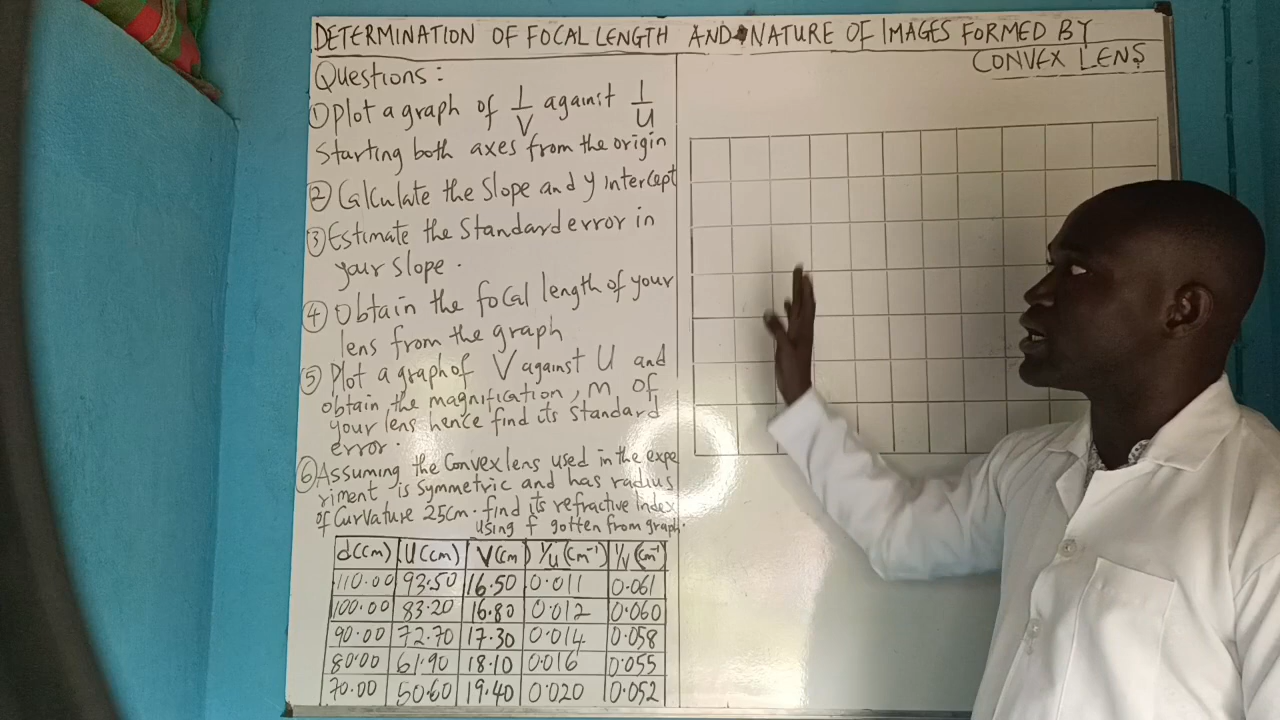 DETERMINATION OF FOCAL LENGTH AND NATURE OF IMAGES FORMED BY
CONVEX LENS
Questions:
① Plot a graph of 1/V against 1/U
Starting both axes from the origin
② Calculate the Slope and y Intercept
③ Estimate the Standard error in
your slope.
④ Obtain the focal length of your
lens from the graph
⑤ Plot a graph of V against U and
obtain, the magnification, m of
your lens hence find its standard
error.
⑥ Assuming the Convex lens used in the expe
riment is symmetric and has radius
of Curvature 25cm. find its refractive index
using f gotten from graph.
d(cm) U(cm) V(cm) 1/U(cm⁻¹) 1/V(cm⁻¹)
110.00 93.50 16.50 0.011 0.061
100.00 83.20 16.80 0.012 0.060
90.00 72.70 17.30 0.014 0.058
80.00 61.90 18.10 0.016 0.055
70.00 50.60 19.40 0.020 0.052